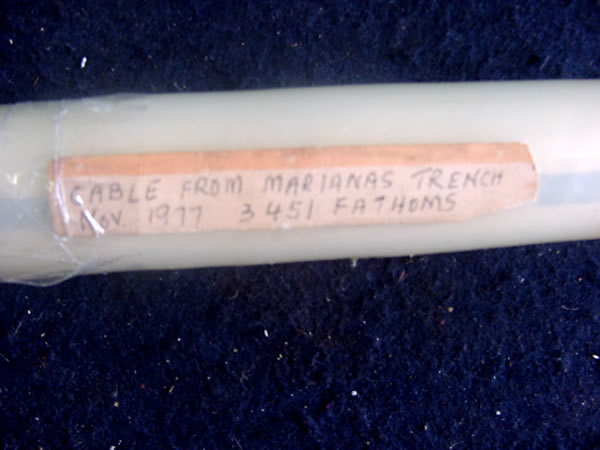 CABLE FROM MARIANAS TRENCH
NOV 1977 3451 FATHOMS